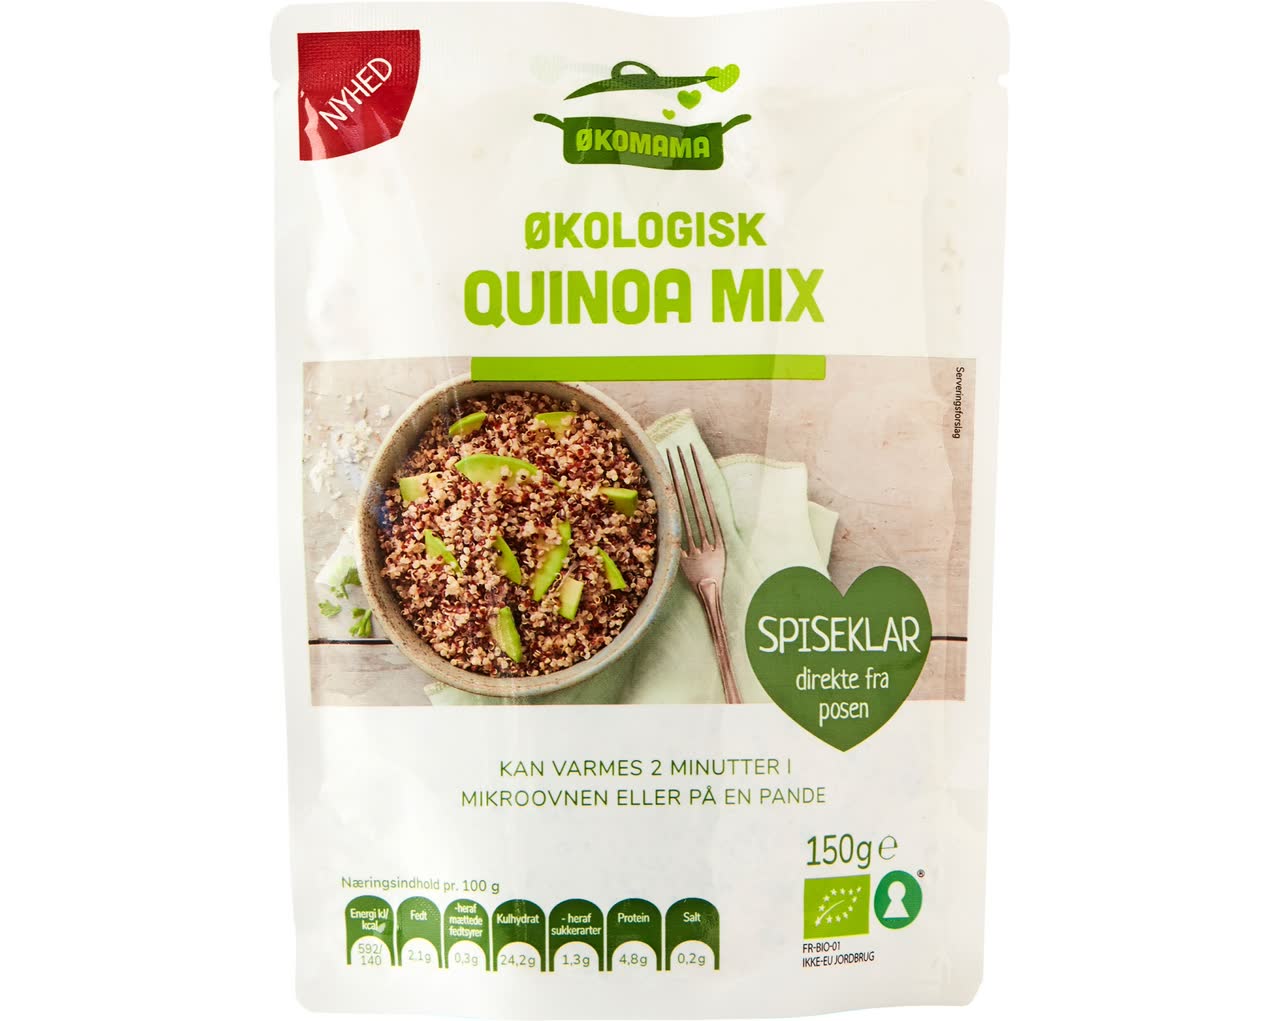 NYHED
ØKOMAMA
ØKOLOGISK
QUINOA MIX
Serveringsforslag
SPISEKLAR
direkte fra
posen
KAN VARMES 2 MINUTTER I
MIKROOVNEN ELLER PÅ EN PANDE
150g e
Næringsindhold pr. 100 g
Energi kJ/
kcal
592/
140
Fedt
2,1g
-heraf
mættede
fedtsyrer
0,3g
Kulhydrat
24,2g
- heraf
sukkerarter
1,3g
Protein
4,8g
Salt
0,2g
®
FR-BIO-01
IKKE-EU JORDBRUG